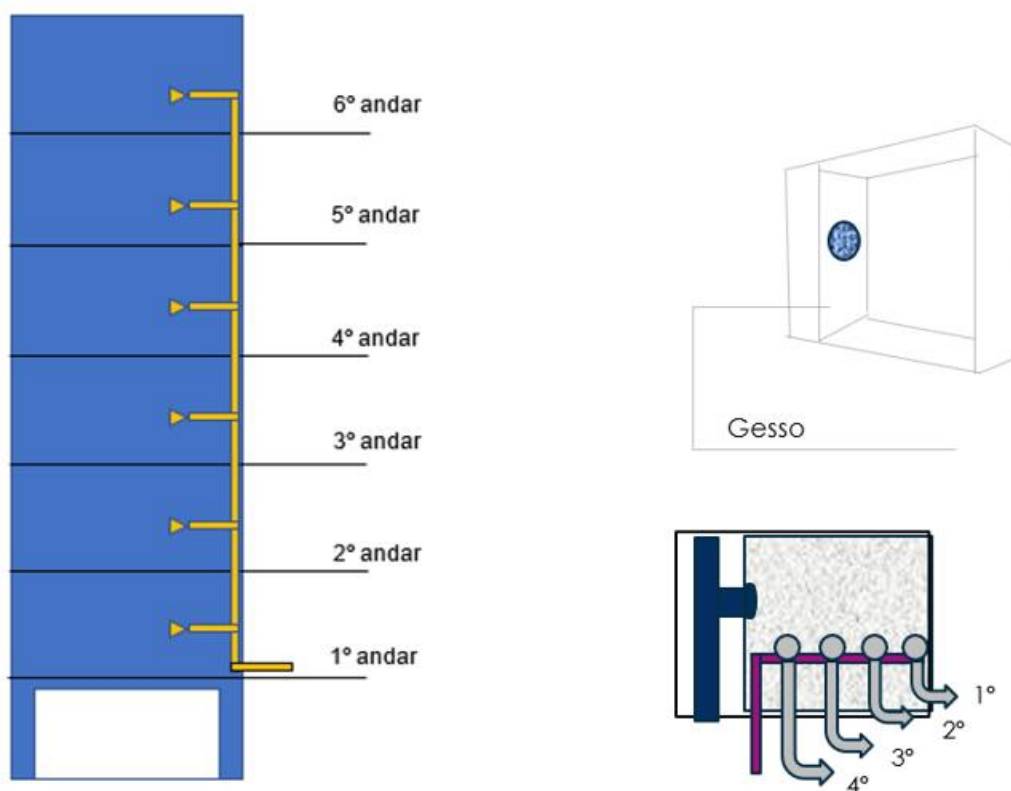 6º andar
5º andar
4º andar
3º andar
2º andar
1º andar
Gesso
1º
2º
3º
4º